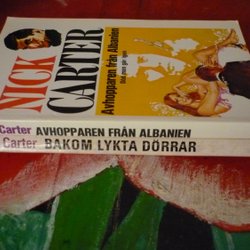 NICK
CARTER
Avhopparen från Albanien
Carter AVHOPPAREN FRÅN ALBANIEN
Carter BAKOM LYKTA DÖRRAR